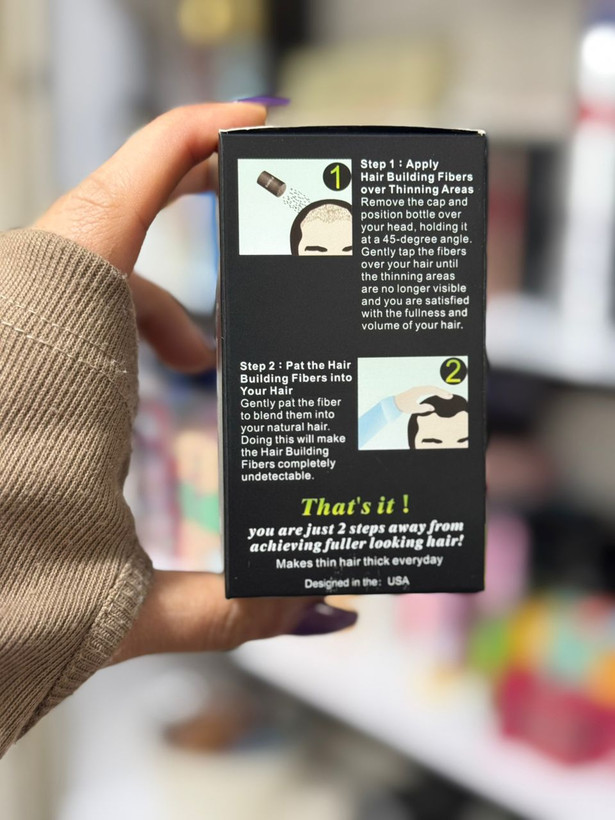 1
Step 1 : Apply
Hair Building Fibers
over Thinning Areas
Remove the cap and
position bottle over
your head, holding it
at a 45-degree angle.
Gently tap the fibers
over your hair until
the thinning areas
are no longer visible
and you are satisfied
with the fullness and
volume of your hair.
Step 2 : Pat the Hair
Building Fibers into
Your Hair
Gently pat the fiber
to blend them into
your natural hair.
Doing this will make
the Hair Building
Fibers completely
undetectable.
2
That's it !
you are just 2 steps away from
achieving fuller looking hair!
Makes thin hair thick everyday
Designed in the: USA